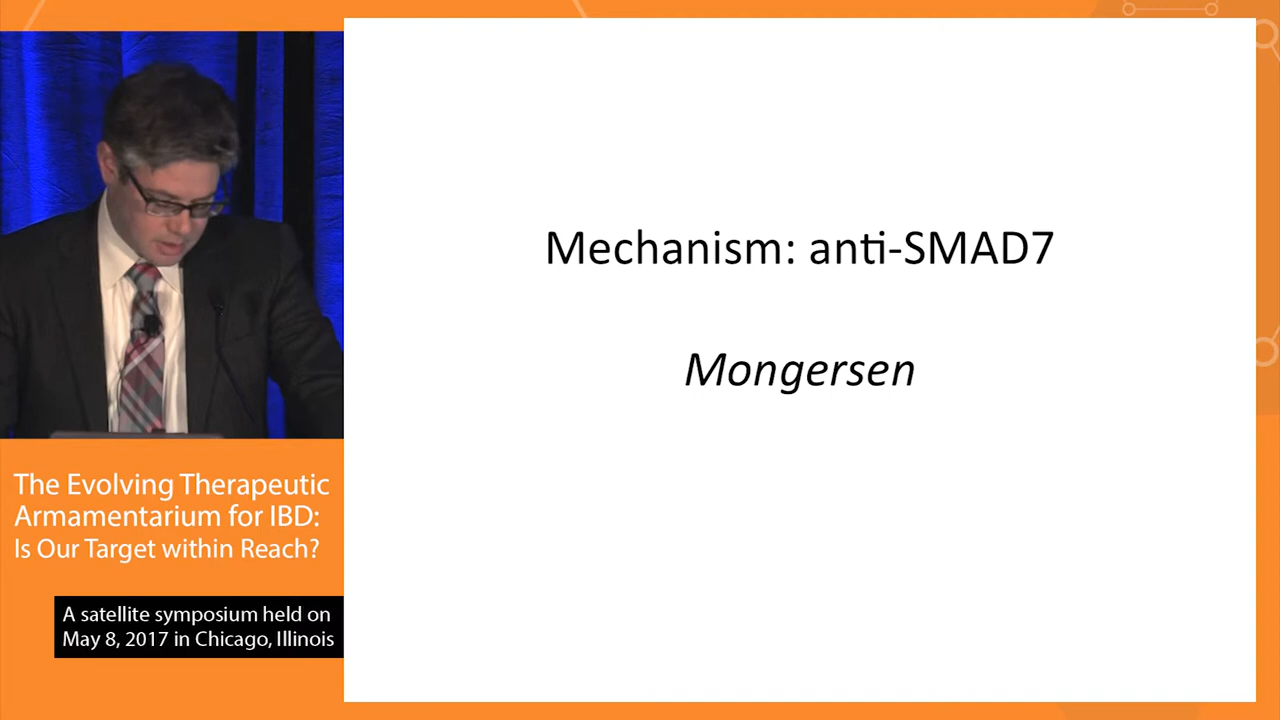 Mechanism: anti-SMAD7
Mongersen
The Evolving Therapeutic
Armamentarium for IBD:
Is Our Target within Reach?
A satellite symposium held on
May 8, 2017 in Chicago, Illinois